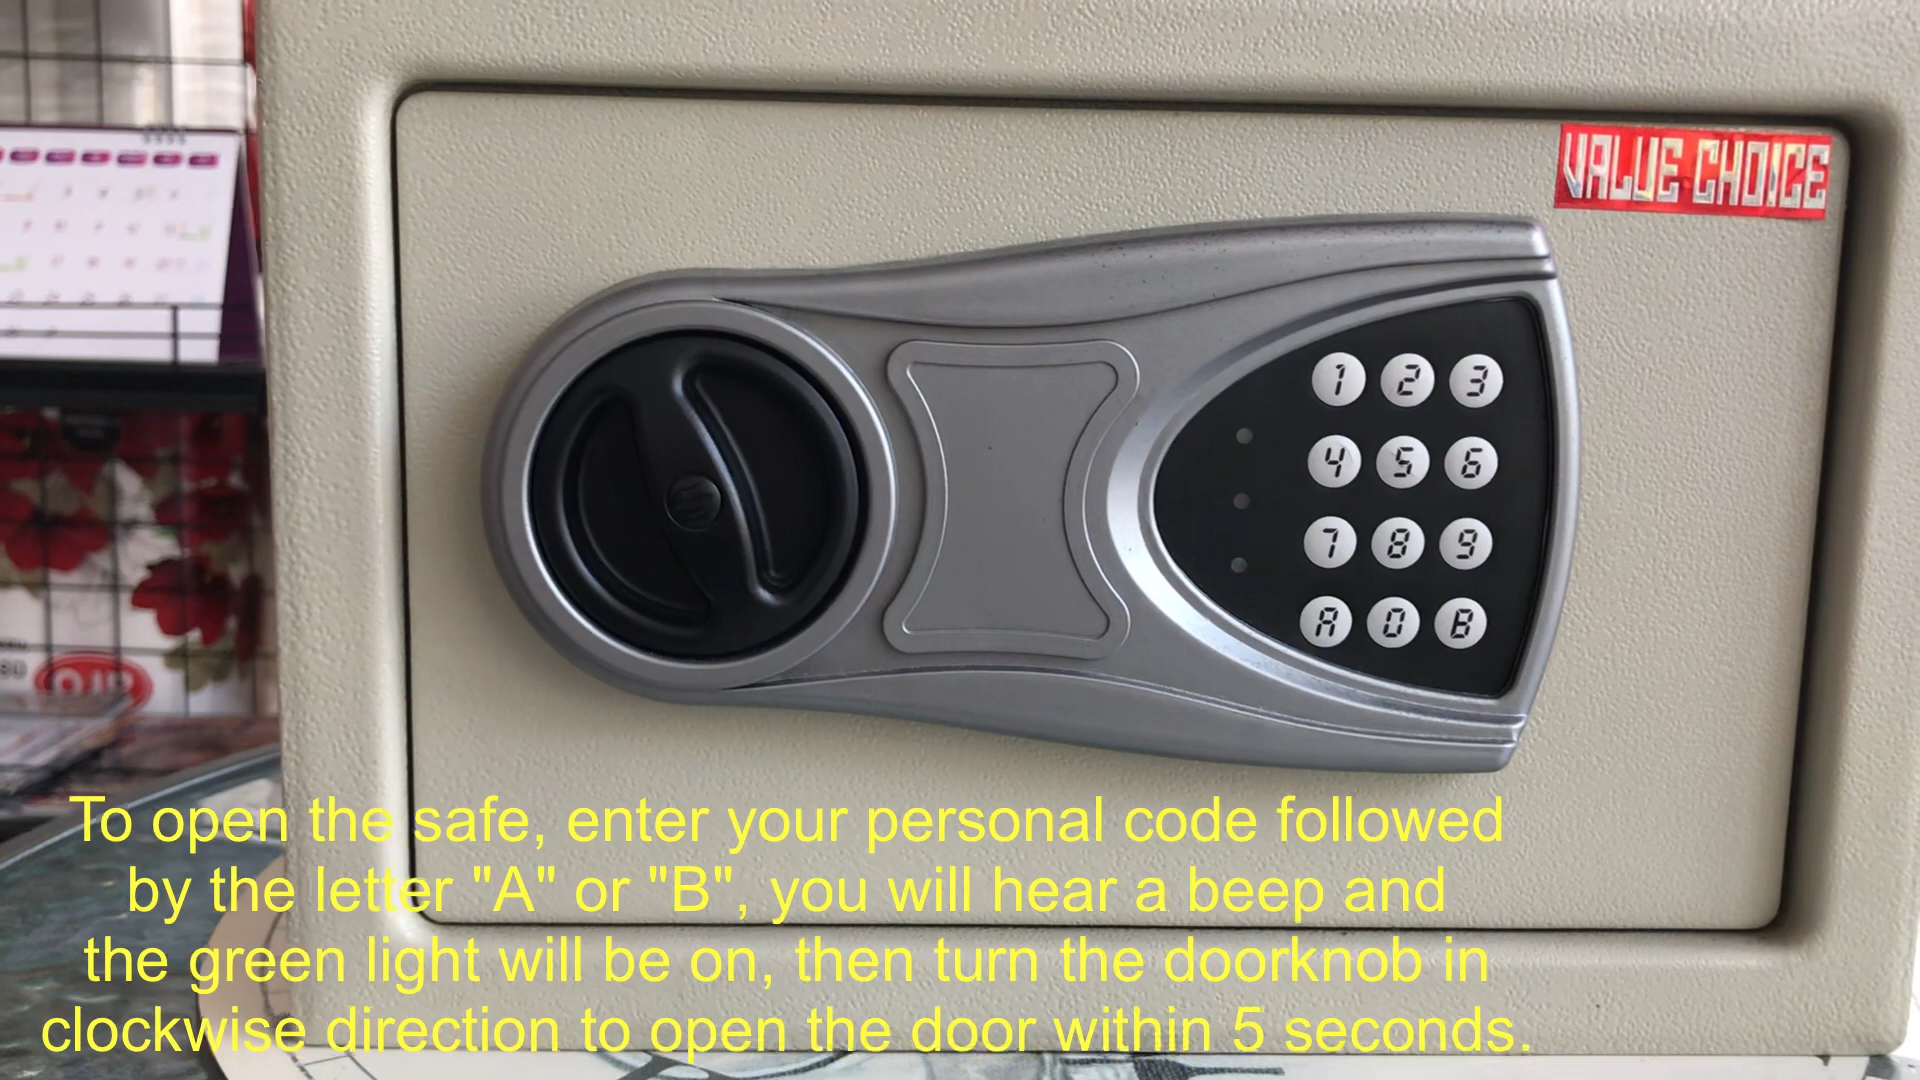 VALUE CHOICE
1 2 3
4 5 6
7 8 9
A 0 B
OJI
To open the safe, enter your personal code followed
by the letter "A" or "B", you will hear a beep and
the green light will be on, then turn the doorknob in
clockwise direction to open the door within 5 seconds.